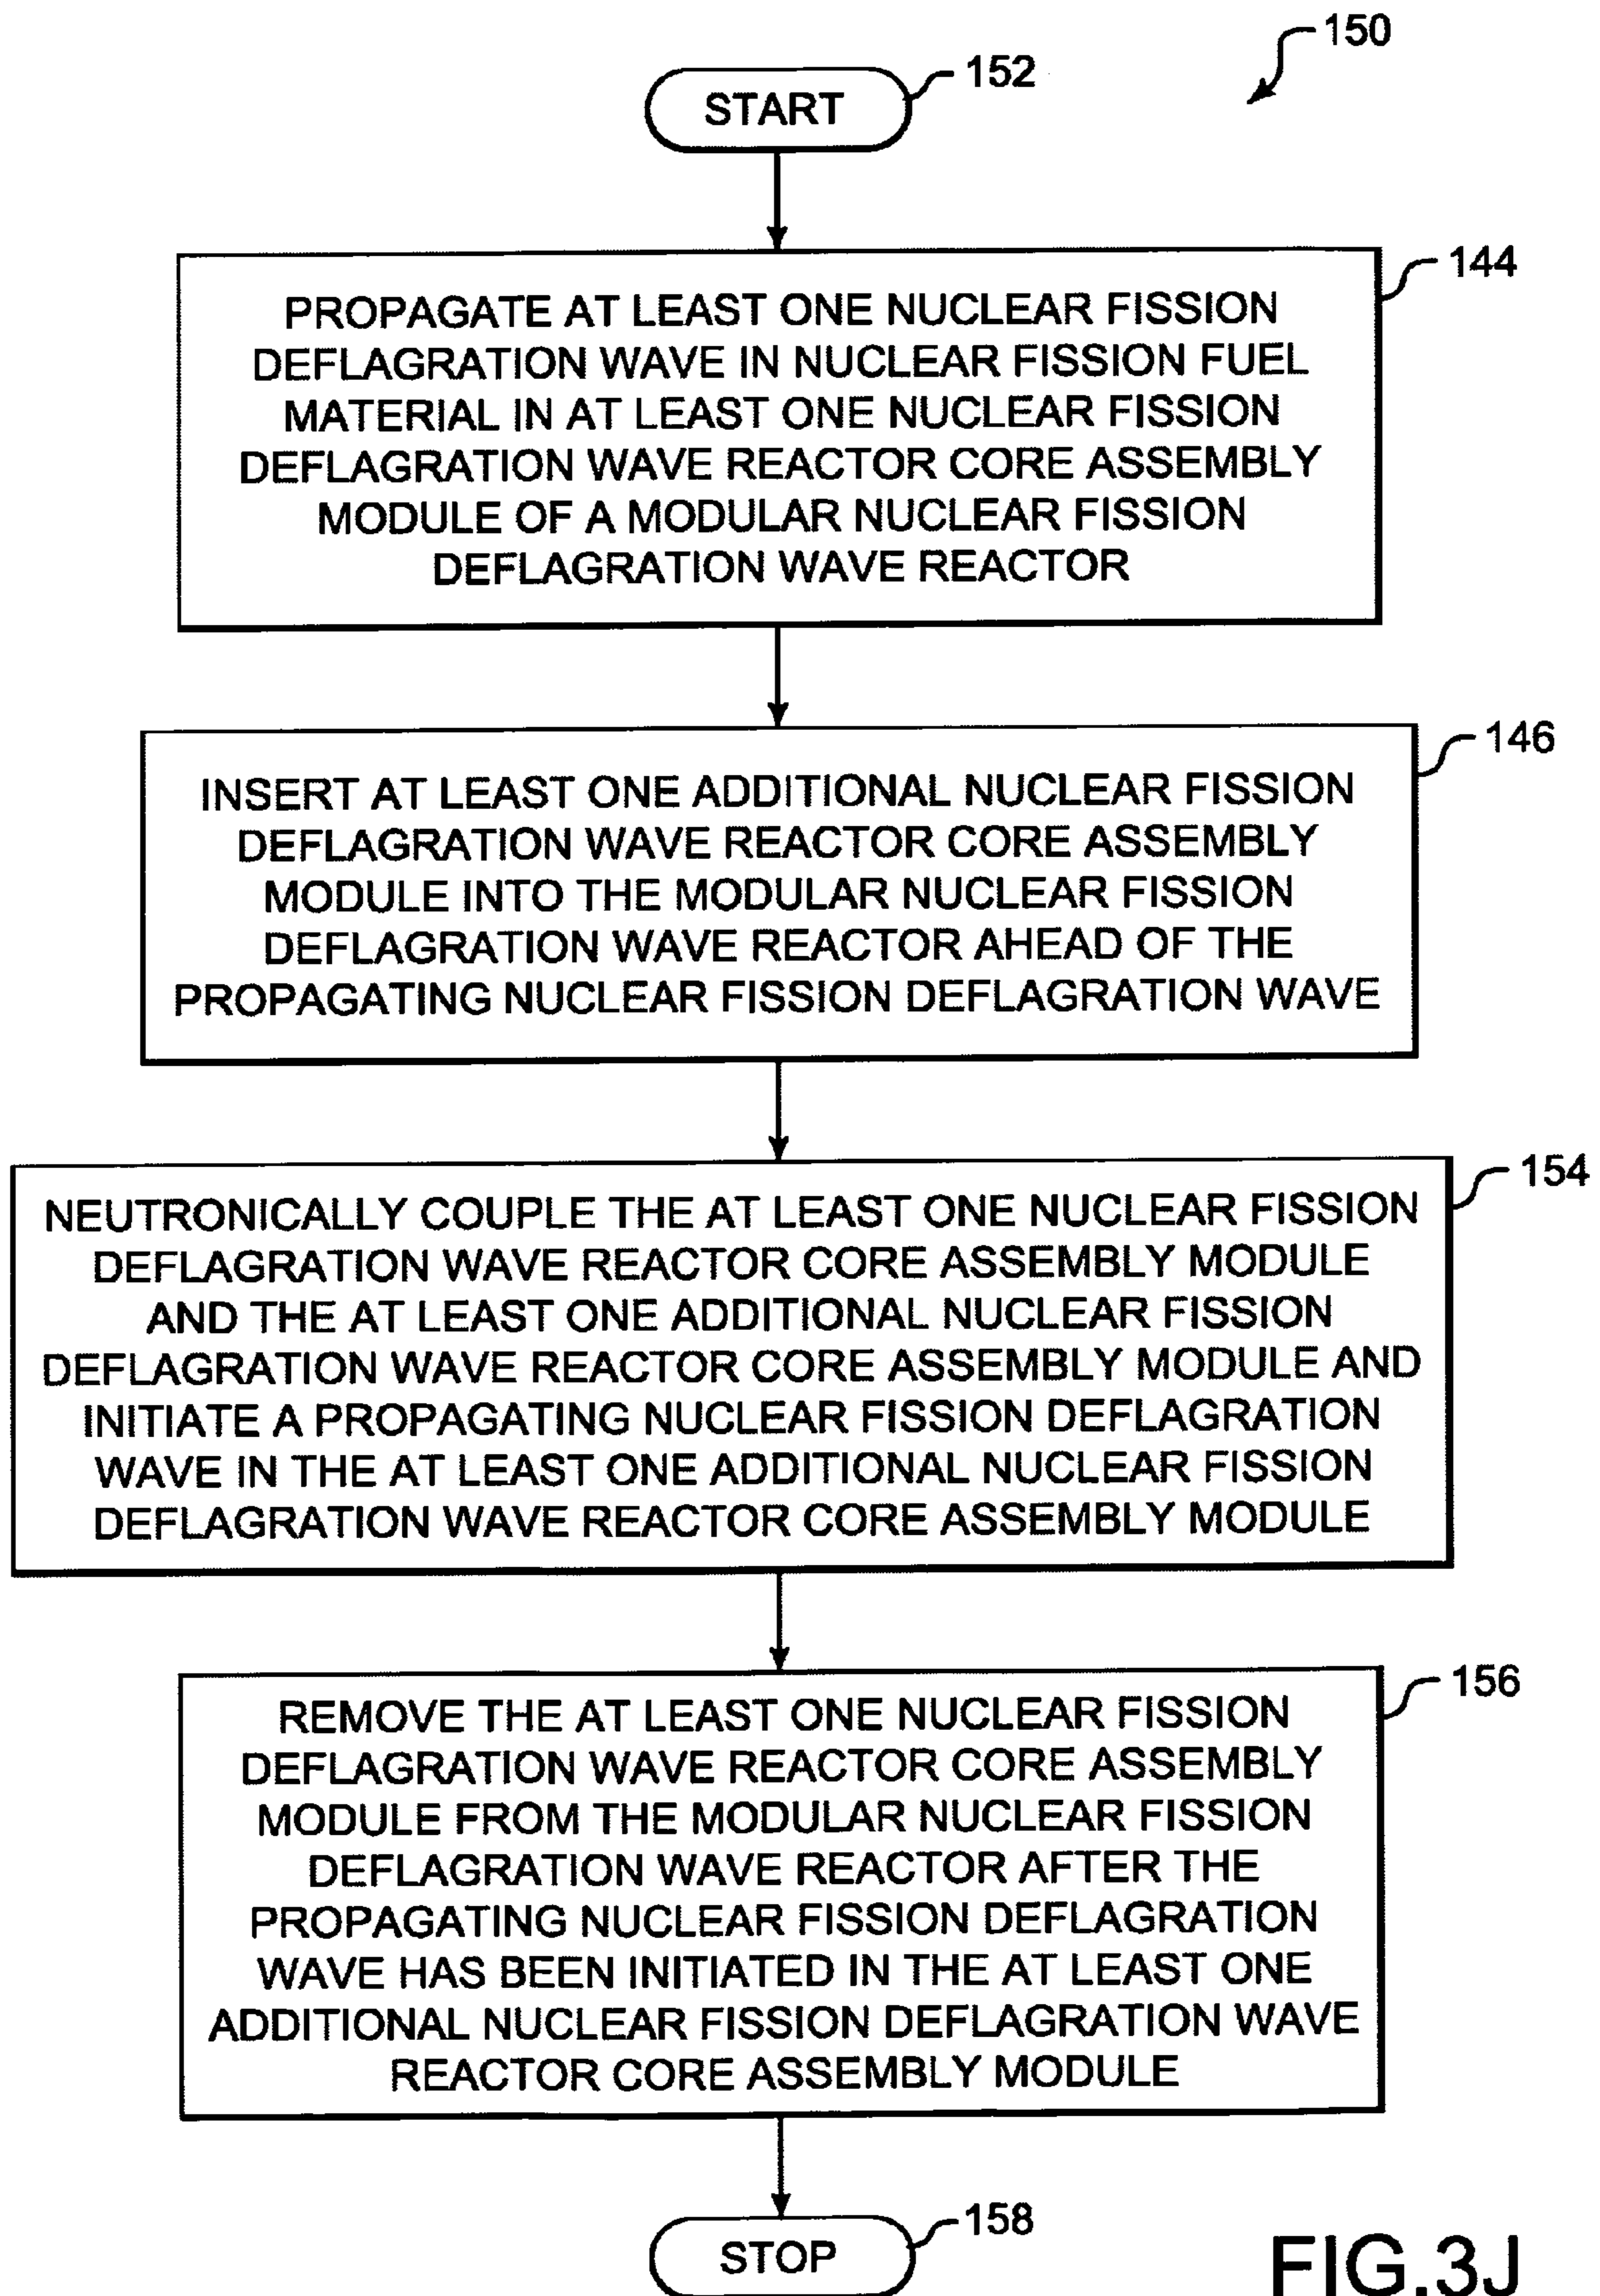 150
START
152
PROPAGATE AT LEAST ONE NUCLEAR FISSION
DEFLAGRATION WAVE IN NUCLEAR FISSION FUEL
MATERIAL IN AT LEAST ONE NUCLEAR FISSION
DEFLAGRATION WAVE REACTOR CORE ASSEMBLY
MODULE OF A MODULAR NUCLEAR FISSION
DEFLAGRATION WAVE REACTOR
144
INSERT AT LEAST ONE ADDITIONAL NUCLEAR FISSION
DEFLAGRATION WAVE REACTOR CORE ASSEMBLY
MODULE INTO THE MODULAR NUCLEAR FISSION
DEFLAGRATION WAVE REACTOR AHEAD OF THE
PROPAGATING NUCLEAR FISSION DEFLAGRATION WAVE
146
NEUTRONICALLY COUPLE THE AT LEAST ONE NUCLEAR FISSION
DEFLAGRATION WAVE REACTOR CORE ASSEMBLY MODULE
AND THE AT LEAST ONE ADDITIONAL NUCLEAR FISSION
DEFLAGRATION WAVE REACTOR CORE ASSEMBLY MODULE AND
INITIATE A PROPAGATING NUCLEAR FISSION DEFLAGRATION
WAVE IN THE AT LEAST ONE ADDITIONAL NUCLEAR FISSION
DEFLAGRATION WAVE REACTOR CORE ASSEMBLY MODULE
154
REMOVE THE AT LEAST ONE NUCLEAR FISSION
DEFLAGRATION WAVE REACTOR CORE ASSEMBLY
MODULE FROM THE MODULAR NUCLEAR FISSION
DEFLAGRATION WAVE REACTOR AFTER THE
PROPAGATING NUCLEAR FISSION DEFLAGRATION
WAVE HAS BEEN INITIATED IN THE AT LEAST ONE
ADDITIONAL NUCLEAR FISSION DEFLAGRATION WAVE
REACTOR CORE ASSEMBLY MODULE
156
STOP
158
FIG.3J